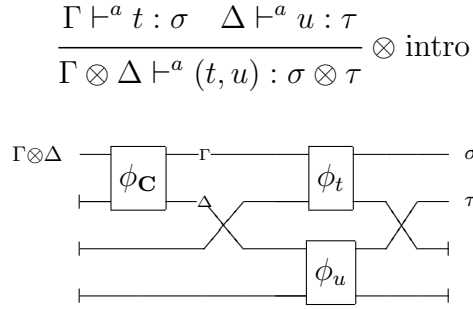 Γ ⊢ᵃ t : σ Δ ⊢ᵃ u : τ
Γ ⊗ Δ ⊢ᵃ (t, u) : σ ⊗ τ
⊗ intro
Γ⊗Δ ϕ_C Γ ϕ_t σ
Δ τ
ϕ_u